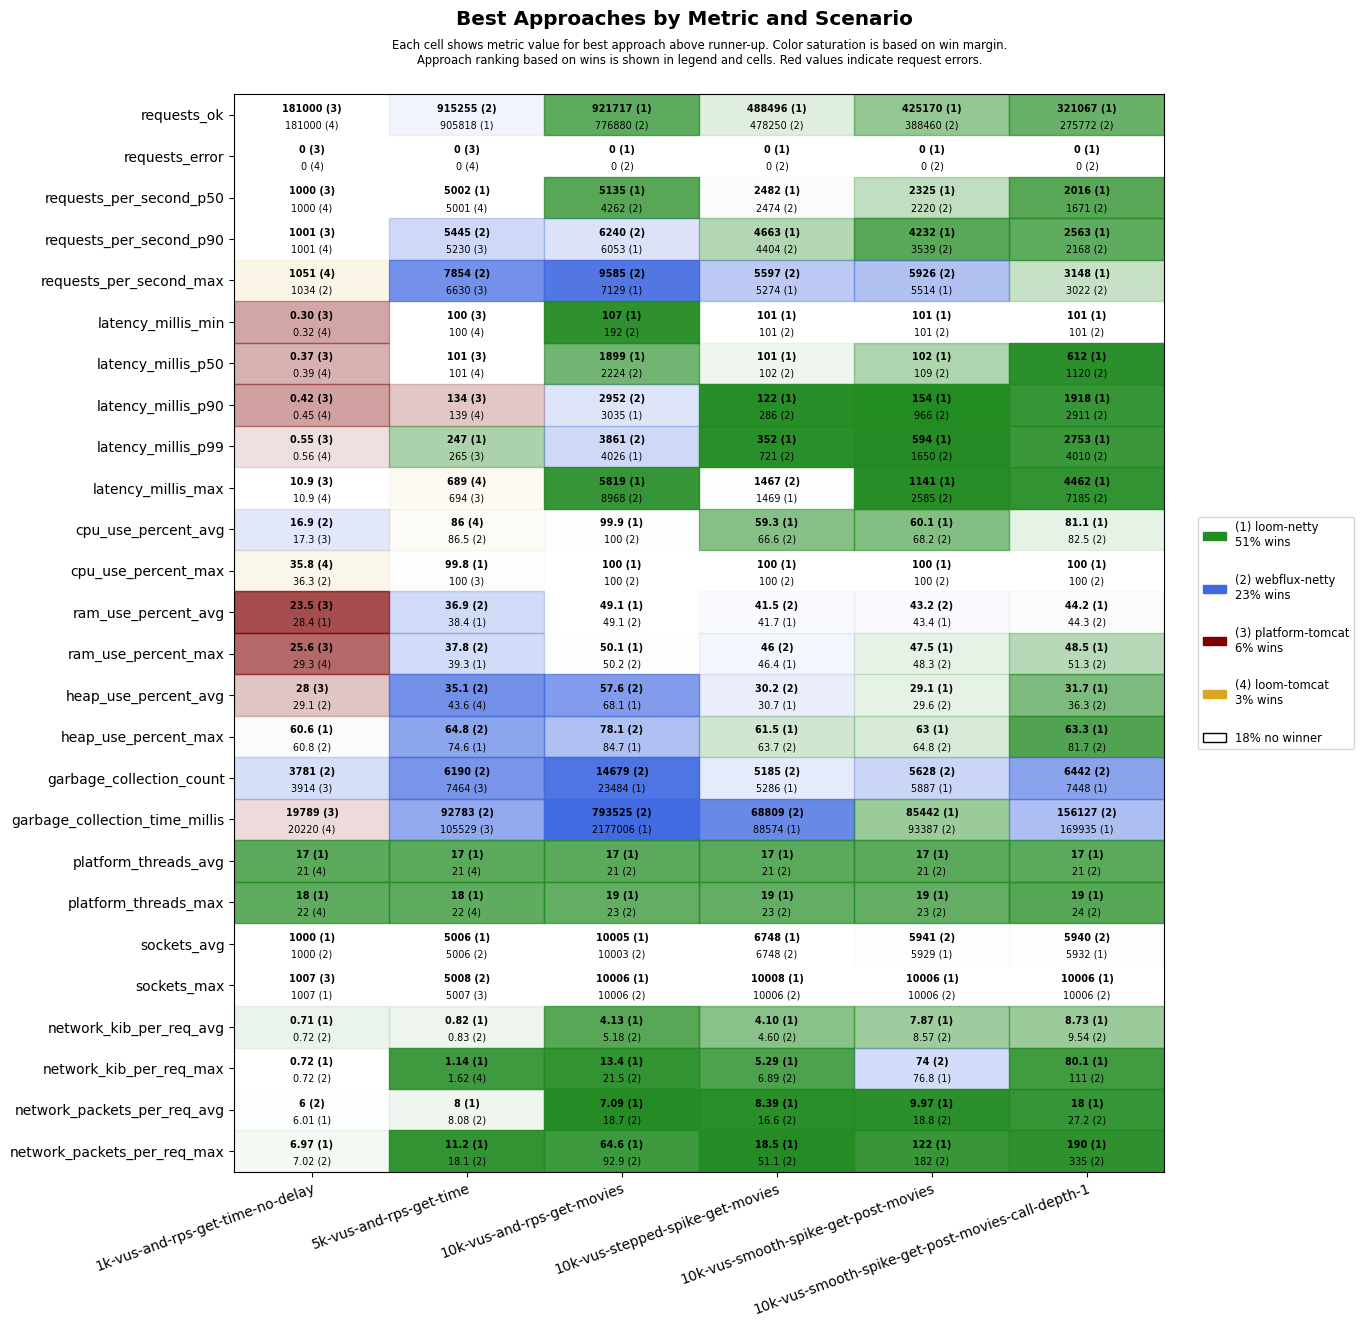 Best Approaches by Metric and Scenario
Each cell shows metric value for best approach above runner-up. Color saturation is based on win margin.
Approach ranking based on wins is shown in legend and cells. Red values indicate request errors.
requests_ok
181000 (3) 915255 (2) 921717 (1) 488496 (1) 425170 (1) 321067 (1)
181000 (4) 905818 (1) 776880 (2) 478250 (2) 388460 (2) 275772 (2)
requests_error
0 (3) 0 (3) 0 (1) 0 (1) 0 (1) 0 (1)
0 (4) 0 (4) 0 (2) 0 (2) 0 (2) 0 (2)
requests_per_second_p50
1000 (3) 5002 (1) 5135 (1) 2482 (1) 2325 (1) 2016 (1)
1000 (4) 5001 (4) 4262 (2) 2474 (2) 2220 (2) 1671 (2)
requests_per_second_p90
1001 (3) 5445 (2) 6240 (2) 4663 (1) 4232 (1) 2563 (1)
1001 (4) 5230 (3) 6053 (1) 4404 (2) 3539 (2) 2168 (2)
requests_per_second_max
1051 (4) 7854 (2) 9585 (2) 5597 (2) 5926 (2) 3148 (1)
1034 (2) 6630 (3) 7129 (1) 5274 (1) 5514 (1) 3022 (2)
latency_millis_min
0.30 (3) 100 (3) 107 (1) 101 (1) 101 (1) 101 (1)
0.32 (4) 100 (4) 192 (2) 101 (2) 101 (2) 101 (2)
latency_millis_p50
0.37 (3) 101 (3) 1899 (1) 101 (1) 102 (1) 612 (1)
0.39 (4) 101 (4) 2224 (2) 102 (2) 109 (2) 1120 (2)
latency_millis_p90
0.42 (3) 134 (3) 2952 (2) 122 (1) 154 (1) 1918 (1)
0.45 (4) 139 (4) 3035 (1) 286 (2) 966 (2) 2911 (2)
latency_millis_p99
0.55 (3) 247 (1) 3861 (2) 352 (1) 594 (1) 2753 (1)
0.56 (4) 265 (3) 4026 (1) 721 (2) 1650 (2) 4010 (2)
latency_millis_max
10.9 (3) 689 (4) 5819 (1) 1467 (2) 1141 (1) 4462 (1)
10.9 (4) 694 (3) 8968 (2) 1469 (1) 2585 (2) 7185 (2)
cpu_use_percent_avg
16.9 (2) 86 (4) 99.9 (1) 59.3 (1) 60.1 (1) 81.1 (1)
17.3 (3) 86.5 (2) 100 (2) 66.6 (2) 68.2 (2) 82.5 (2)
cpu_use_percent_max
35.8 (4) 99.8 (1) 100 (1) 100 (1) 100 (1) 100 (1)
36.3 (2) 100 (3) 100 (2) 100 (2) 100 (2) 100 (2)
ram_use_percent_avg
23.5 (3) 36.9 (2) 49.1 (1) 41.5 (2) 43.2 (2) 44.2 (1)
28.4 (1) 38.4 (1) 49.1 (2) 41.7 (1) 43.4 (1) 44.3 (2)
ram_use_percent_max
25.6 (3) 37.8 (2) 50.1 (1) 46 (2) 47.5 (1) 48.5 (1)
29.3 (4) 39.3 (1) 50.2 (2) 46.4 (1) 48.3 (2) 51.3 (2)
heap_use_percent_avg
28 (3) 35.1 (2) 57.6 (2) 30.2 (2) 29.1 (1) 31.7 (1)
29.1 (2) 43.6 (4) 68.1 (1) 30.7 (1) 29.6 (2) 36.3 (2)
heap_use_percent_max
60.6 (1) 64.8 (2) 78.1 (2) 61.5 (1) 63 (1) 63.3 (1)
60.8 (2) 74.6 (1) 84.7 (1) 63.7 (2) 64.8 (2) 81.7 (2)
garbage_collection_count
3781 (2) 6190 (2) 14679 (2) 5185 (2) 5628 (2) 6442 (2)
3914 (3) 7464 (3) 23484 (1) 5286 (1) 5887 (1) 7448 (1)
garbage_collection_time_millis
19789 (3) 92783 (2) 793525 (2) 68809 (2) 85442 (1) 156127 (2)
20220 (4) 105529 (3) 2177006 (1) 88574 (1) 93387 (2) 169935 (1)
platform_threads_avg
17 (1) 17 (1) 17 (1) 17 (1) 17 (1) 17 (1)
21 (4) 21 (4) 21 (2) 21 (2) 21 (2) 21 (2)
platform_threads_max
18 (1) 18 (1) 19 (1) 19 (1) 19 (1) 19 (1)
22 (4) 22 (4) 23 (2) 23 (2) 23 (2) 24 (2)
sockets_avg
1000 (1) 5006 (1) 10005 (1) 6748 (1) 5941 (2) 5940 (2)
1000 (2) 5006 (2) 10003 (2) 6748 (2) 5929 (1) 5932 (1)
sockets_max
1007 (3) 5008 (2) 10006 (1) 10008 (1) 10006 (1) 10006 (1)
1007 (1) 5007 (3) 10006 (2) 10006 (2) 10006 (2) 10006 (2)
network_kib_per_req_avg
0.71 (1) 0.82 (1) 4.13 (1) 4.10 (1) 7.87 (1) 8.73 (1)
0.72 (2) 0.83 (2) 5.18 (2) 4.60 (2) 8.57 (2) 9.54 (2)
network_kib_per_req_max
0.72 (1) 1.14 (1) 13.4 (1) 5.29 (1) 74 (2) 80.1 (1)
0.72 (2) 1.62 (4) 21.5 (2) 6.89 (2) 76.8 (1) 111 (2)
network_packets_per_req_avg
6 (2) 8 (1) 7.09 (1) 8.39 (1) 9.97 (1) 18 (1)
6.01 (1) 8.08 (2) 18.7 (2) 16.6 (2) 18.8 (2) 27.2 (2)
network_packets_per_req_max
6.97 (1) 11.2 (1) 64.6 (1) 18.5 (1) 122 (1) 190 (1)
7.02 (2) 18.1 (2) 92.9 (2) 51.1 (2) 182 (2) 335 (2)
1k-vus-and-rps-get-time-no-delay
5k-vus-and-rps-get-time
10k-vus-and-rps-get-movies
10k-vus-stepped-spike-get-movies
10k-vus-smooth-spike-get-post-movies
10k-vus-smooth-spike-get-post-movies-call-depth-1
(1) loom-netty
51% wins
(2) webflux-netty
23% wins
(3) platform-tomcat
6% wins
(4) loom-tomcat
3% wins
18% no winner